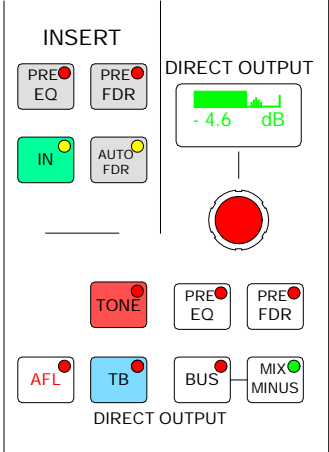 INSERT
PRE
EQ
PRE
FDR
IN
AUTO
FDR
DIRECT OUTPUT
- 4.6 dB
TONE
PRE
EQ
PRE
FDR
AFL
TB
BUS
MIX
MINUS
DIRECT OUTPUT